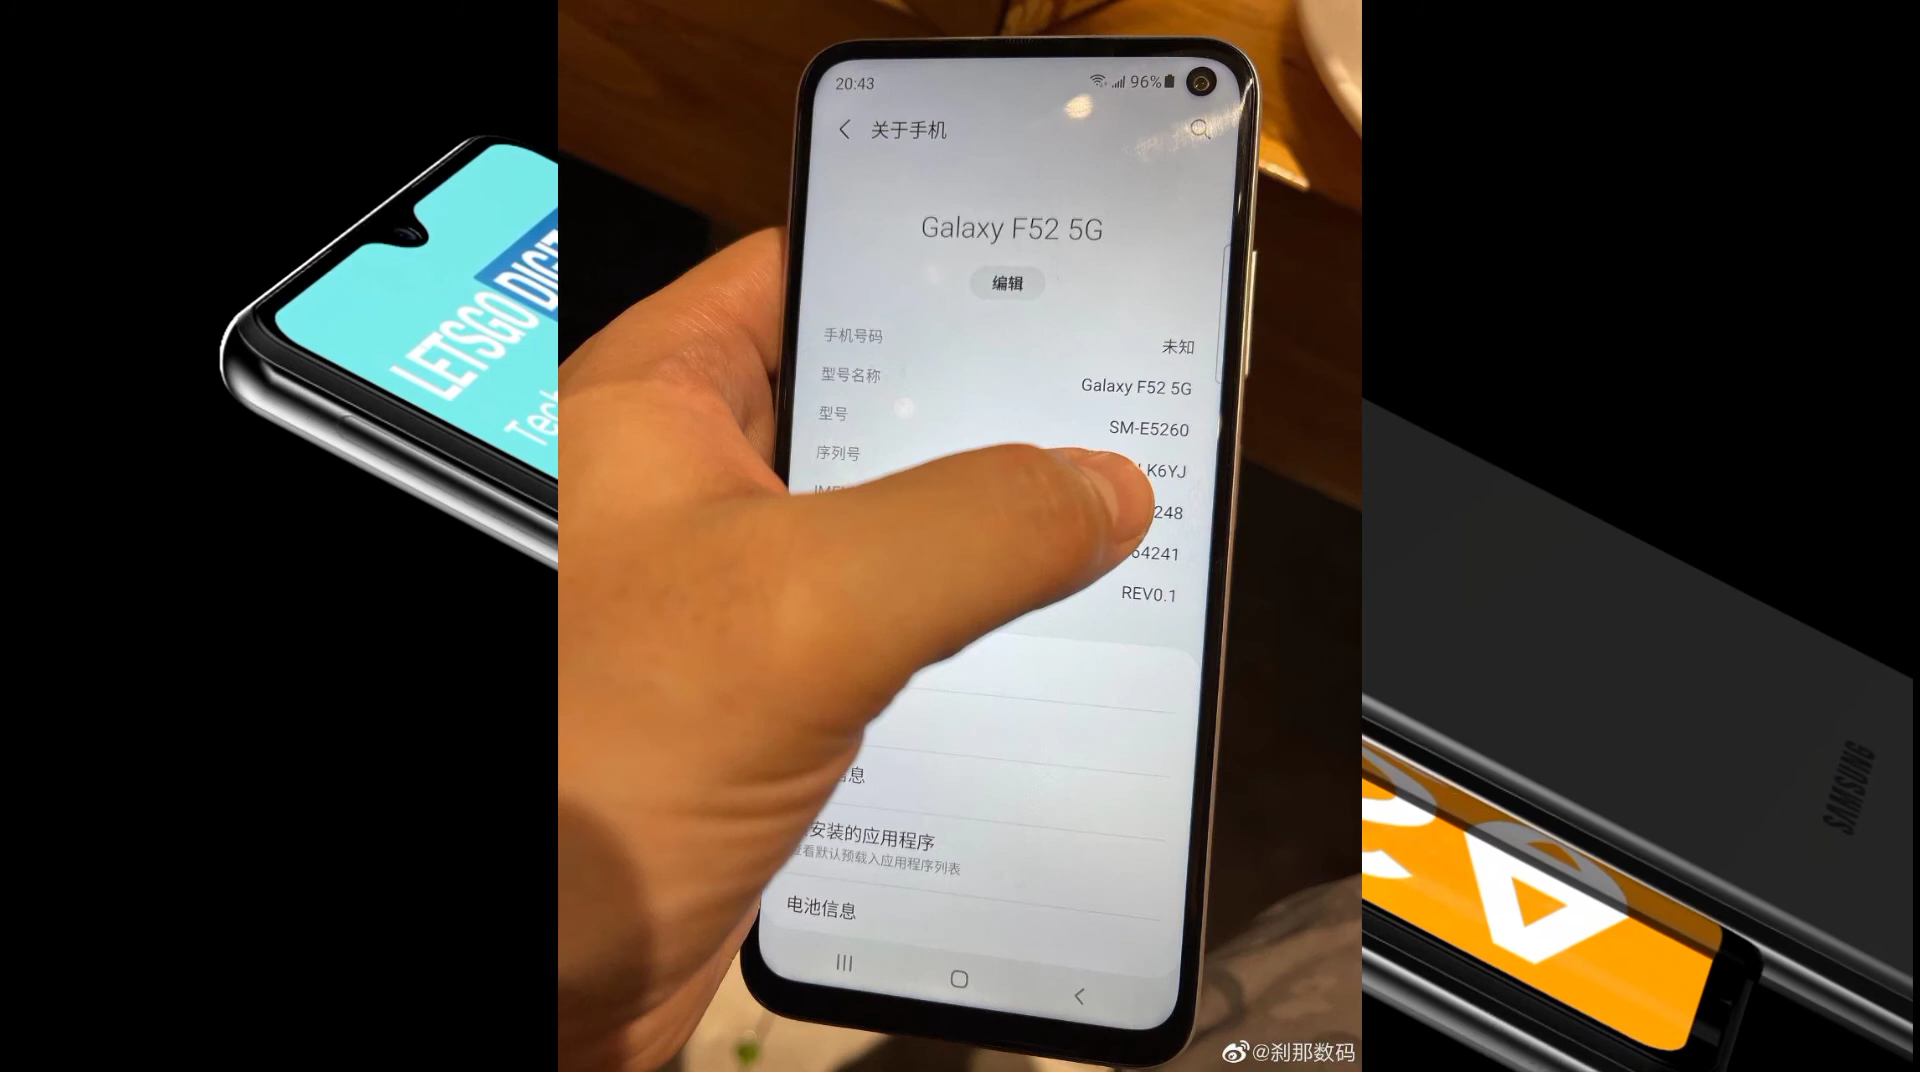 LETSGO DIGIT
Tech
20:43
96%
关于手机
Galaxy F52 5G
编辑
手机号码 未知
型号名称 Galaxy F52 5G
型号 SM-E5260
序列号 K6YJ
248
64241
REV0.1
息
安装的应用程序
查看默认预载入应用程序列表
电池信息
SAMSUNG
@刹那数码